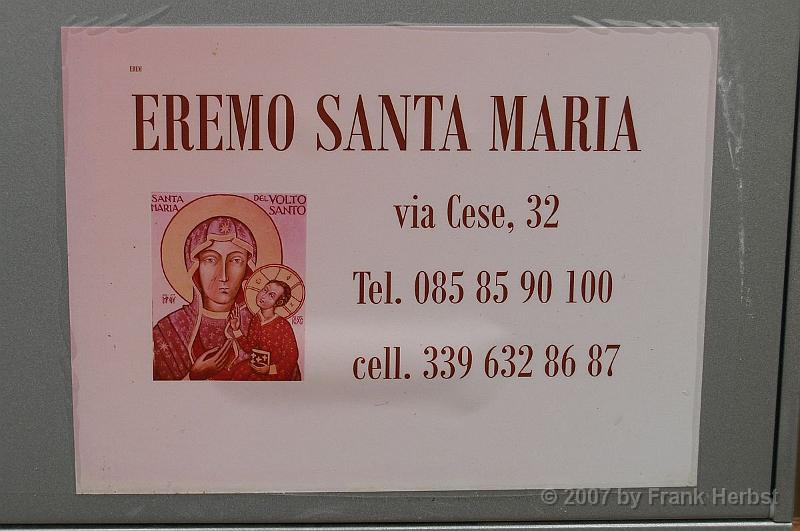 EREMO SANTA MARIA
SANTA MARIA
DEL VOLTO SANTO
via Cese, 32
Tel. 085 85 90 100
cell. 339 632 86 87
© 2007 by Frank Herbst